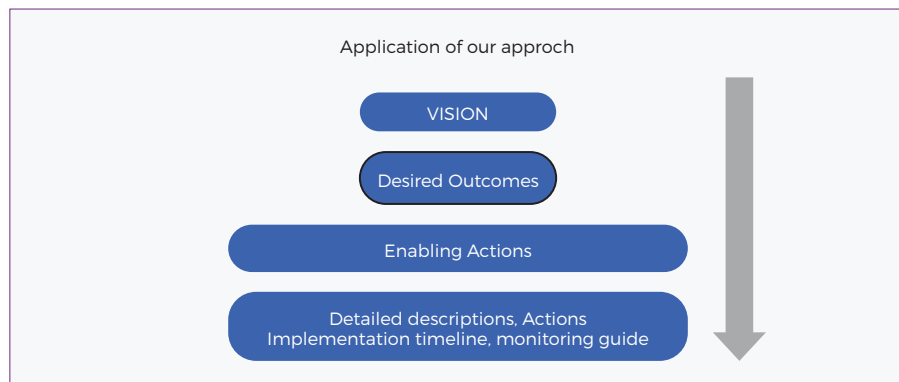 Application of our approch
VISION
Desired Outcomes
Enabling Actions
Detailed descriptions, Actions
Implementation timeline, monitoring guide